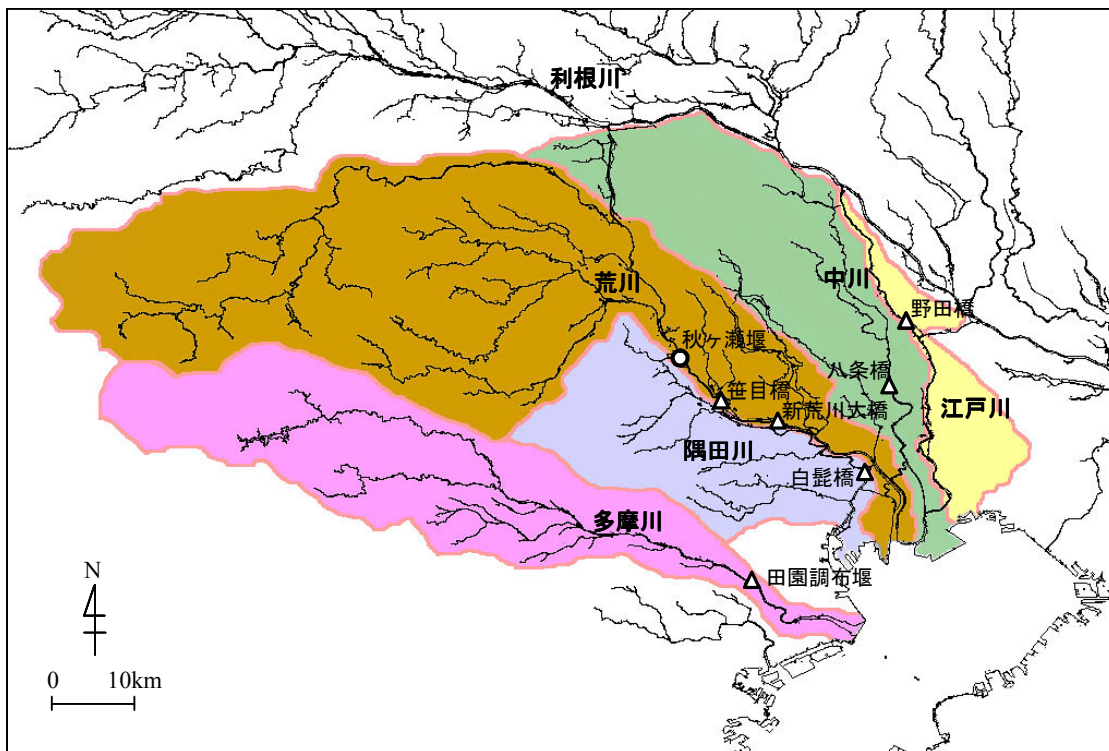 利根川
荒川
中川
野田橋
秋ヶ瀬堰
八条橋
笹目橋
江戸川
新荒川大橋
隅田川
白髭橋
多摩川
田園調布堰
N
0 10km